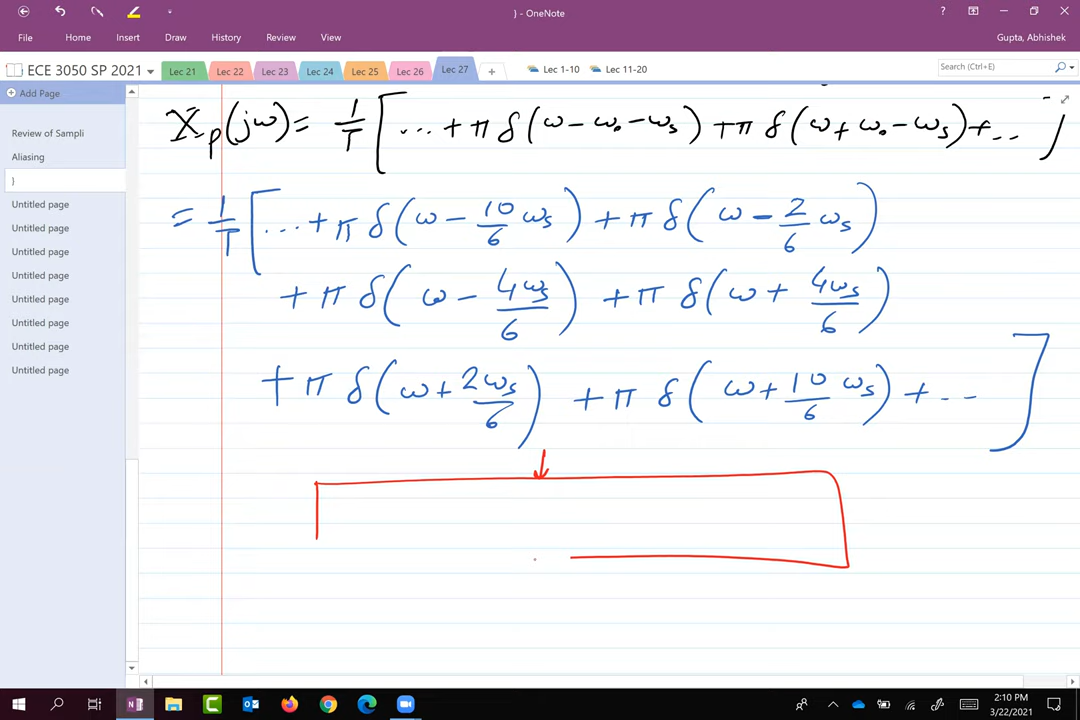 } - OneNote
?
File Home Insert Draw History Review View
Gupta, Abhishek
ECE 3050 SP 2021
Lec 21 Lec 22 Lec 23 Lec 24 Lec 25 Lec 26 Lec 27 + Lec 1-10 Lec 11-20
Search (Ctrl+E)
Add Page
Review of Sampli
Aliasing
}
Untitled page
Untitled page
Untitled page
Untitled page
Untitled page
Untitled page
Untitled page
Untitled page
X_p(jω) = 1/T [ ... + π δ(ω - ω₀ - ω_s) + π δ(ω + ω₀ - ω_s) + ... ]
= 1/T [ ... + π δ(ω - 10/6 ω_s) + π δ(ω - 2/6 ω_s)
+ π δ(ω - 4ω_s/6) + π δ(ω + 4ω_s/6)
+ π δ(ω + 2ω_s/6) + π δ(ω + 10/6 ω_s) + ... ]
2:10 PM
3/22/2021